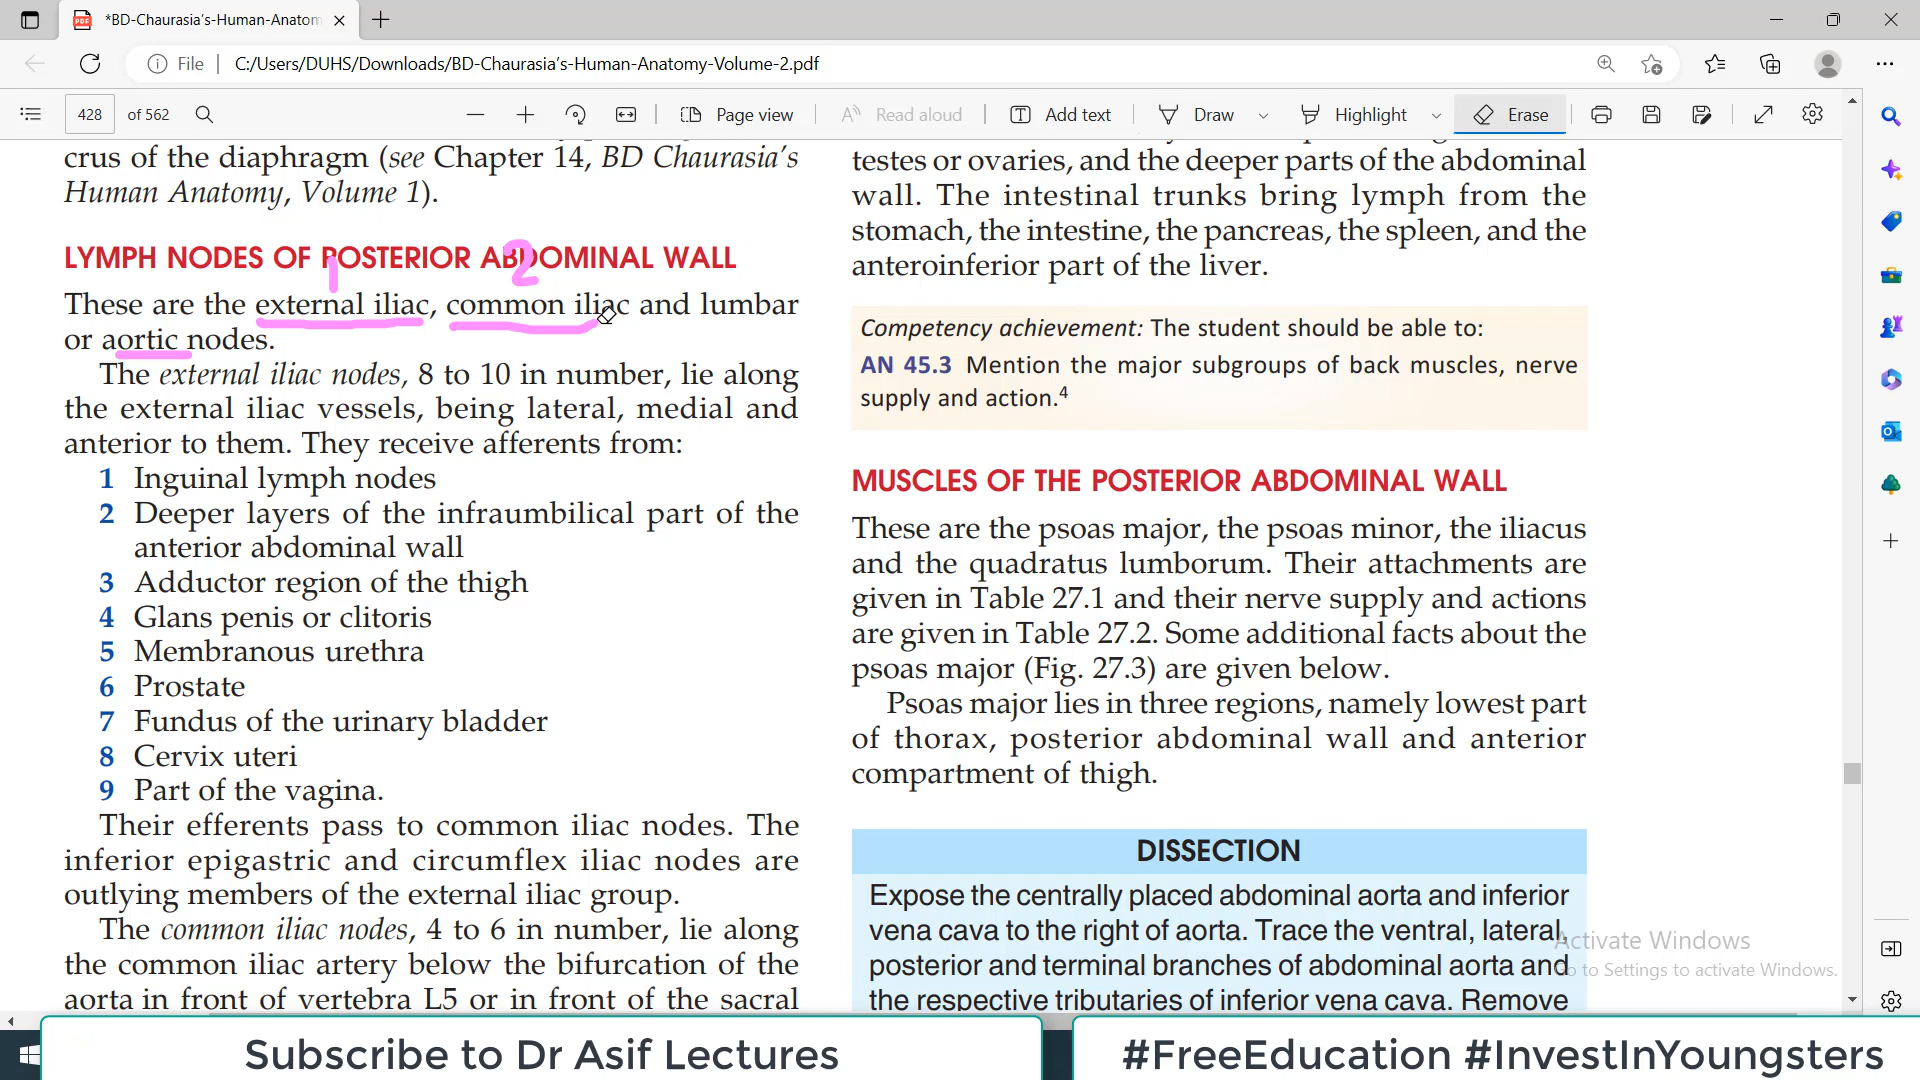 *BD-Chaurasia's-Human-Anatom
File
C:/Users/DUHS/Downloads/BD-Chaurasia's-Human-Anatomy-Volume-2.pdf
428 of 562
Page view
Read aloud
Add text
Draw
Highlight
Erase
crus of the diaphragm (see Chapter 14, BD Chaurasia's
Human Anatomy, Volume 1).
LYMPH NODES OF POSTERIOR ABDOMINAL WALL
1 2
These are the external iliac, common iliac and lumbar
or aortic nodes.
The external iliac nodes, 8 to 10 in number, lie along
the external iliac vessels, being lateral, medial and
anterior to them. They receive afferents from:
1 Inguinal lymph nodes
2 Deeper layers of the infraumbilical part of the
anterior abdominal wall
3 Adductor region of the thigh
4 Glans penis or clitoris
5 Membranous urethra
6 Prostate
7 Fundus of the urinary bladder
8 Cervix uteri
9 Part of the vagina.
Their efferents pass to common iliac nodes. The
inferior epigastric and circumflex iliac nodes are
outlying members of the external iliac group.
The common iliac nodes, 4 to 6 in number, lie along
the common iliac artery below the bifurcation of the
aorta in front of vertebra L5 or in front of the sacral
testes or ovaries, and the deeper parts of the abdominal
wall. The intestinal trunks bring lymph from the
stomach, the intestine, the pancreas, the spleen, and the
anteroinferior part of the liver.
Competency achievement: The student should be able to:
AN 45.3 Mention the major subgroups of back muscles, nerve
supply and action.4
MUSCLES OF THE POSTERIOR ABDOMINAL WALL
These are the psoas major, the psoas minor, the iliacus
and the quadratus lumborum. Their attachments are
given in Table 27.1 and their nerve supply and actions
are given in Table 27.2. Some additional facts about the
psoas major (Fig. 27.3) are given below.
Psoas major lies in three regions, namely lowest part
of thorax, posterior abdominal wall and anterior
compartment of thigh.
DISSECTION
Expose the centrally placed abdominal aorta and inferior
vena cava to the right of aorta. Trace the ventral, lateral,
posterior and terminal branches of abdominal aorta and
the respective tributaries of inferior vena cava. Remove
Activate Windows
Go to Settings to activate Windows.
Subscribe to Dr Asif Lectures
#FreeEducation #InvestInYoungsters